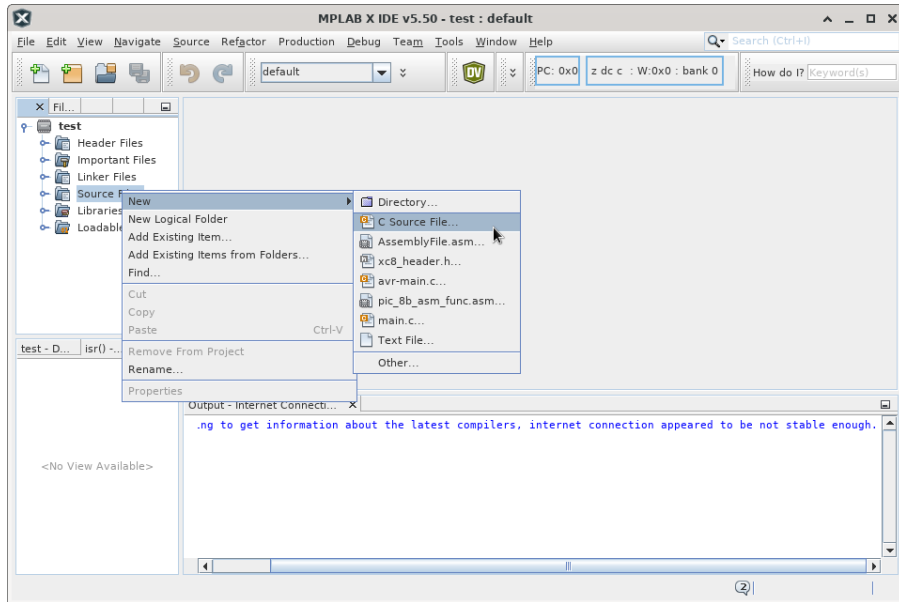 MPLAB X IDE v5.50 - test : default
File Edit View Navigate Source Refactor Production Debug Team Tools Window Help
Search (Ctrl+I)
default
PC: 0x0
z dc c : W:0x0 : bank 0
How do I? Keyword(s)
Fil...
test
Header Files
Important Files
Linker Files
Source
Libraries
New
New Logical Folder
Add Existing Item...
Add Existing Items from Folders...
Find...
Cut
Copy
Paste Ctrl-V
Remove From Project
Rename...
Properties
Directory...
C Source File...
AssemblyFile.asm...
xc8_header.h...
avr-main.c...
pic_8b_asm_func.asm...
main.c...
Text File...
Other...
test - D...
isr() -...
<No View Available>
Output - Internet Connecti...
.ng to get information about the latest compilers, internet connection appeared to be not stable enough.
2